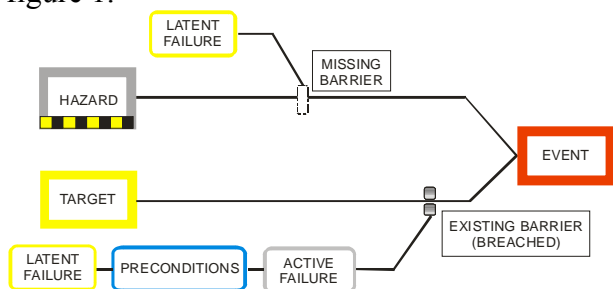 figure 1.
LATENT
FAILURE
MISSING
BARRIER
HAZARD
EVENT
TARGET
EXISTING BARRIER
(BREACHED)
LATENT
FAILURE
PRECONDITIONS
ACTIVE
FAILURE